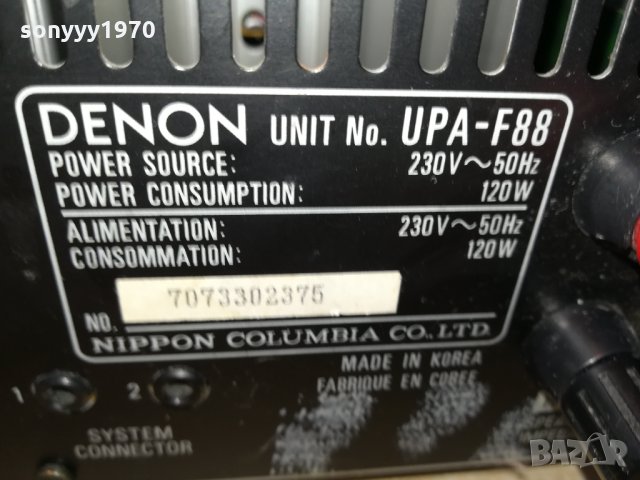 sonyyy1970
DENON UNIT No. UPA-F88
POWER SOURCE: 230V~50Hz
POWER CONSUMPTION: 120W
ALIMENTATION: 230V~50Hz
CONSOMMATION: 120W
NO. 7073302375
NIPPON COLUMBIA CO., LTD.
MADE IN KOREA
FABRIQUE EN COREE
1 2
SYSTEM
CONNECTOR
BAZAR